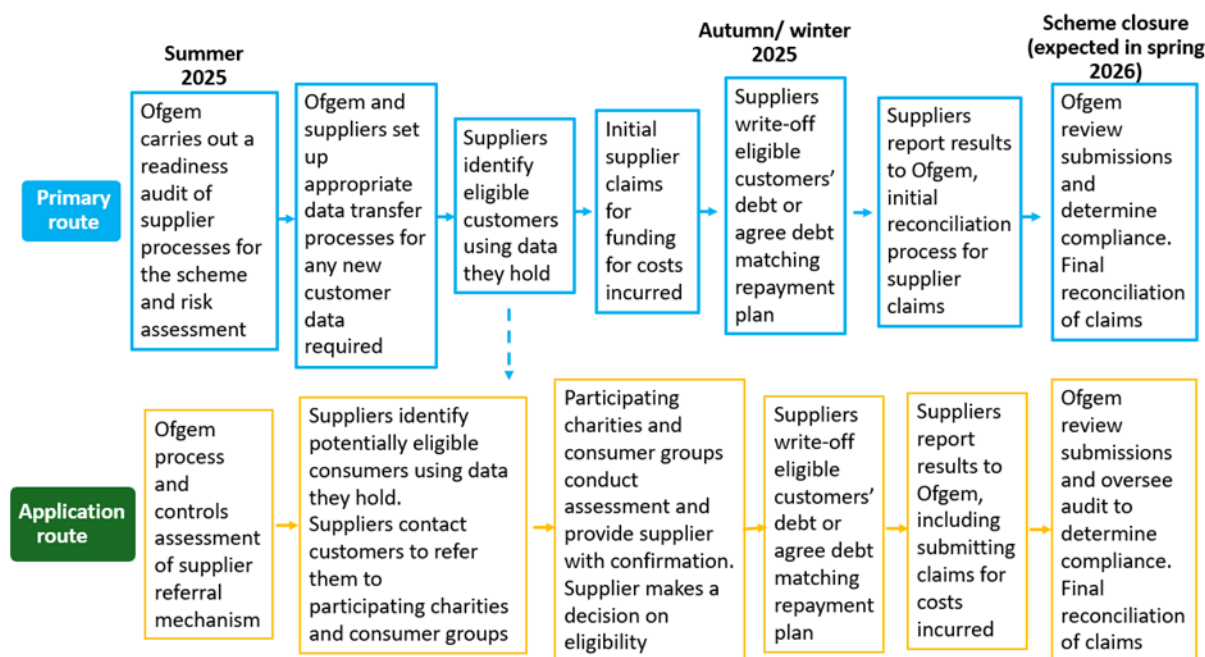 Summer
2025
Autumn/ winter
2025
Scheme closure
(expected in spring
2026)
Primary
route
Ofgem
carries out a
readiness
audit of
supplier
processes for
the scheme
and risk
assessment
Ofgem and
suppliers set
up
appropriate
data transfer
processes for
any new
customer
data
required
Suppliers
identify
eligible
customers
using data
they hold
Initial
supplier
claims
for
funding
for costs
incurred
Suppliers
write-off
eligible
customers’
debt or
agree debt
matching
repayment
plan
Suppliers
report results
to Ofgem,
initial
reconciliation
process for
supplier
claims
Ofgem
review
submissions
and
determine
compliance.
Final
reconciliation
of claims
Application
route
Ofgem
process
and
controls
assessment
of supplier
referral
mechanism
Suppliers identify
potentially eligible
consumers using data
they hold.
Suppliers contact
customers to refer
them to
participating charities
and consumer groups
Participating
charities and
consumer groups
conduct
assessment and
provide supplier
with confirmation.
Supplier makes a
decision on
eligibility
Suppliers
write-off
eligible
customers’
debt or
agree debt
matching
repayment
plan
Suppliers
report
results to
Ofgem,
including
submitting
claims for
costs
incurred
Ofgem
review
submissions
and oversee
audit to
determine
compliance.
Final
reconciliation
of claims